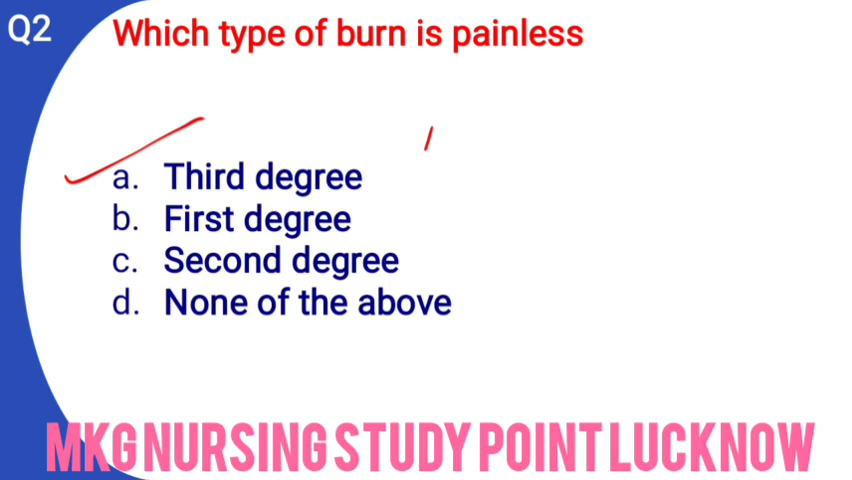 Q2
Which type of burn is painless
a. Third degree
b. First degree
c. Second degree
d. None of the above
MKG NURSING STUDY POINT LUCKNOW